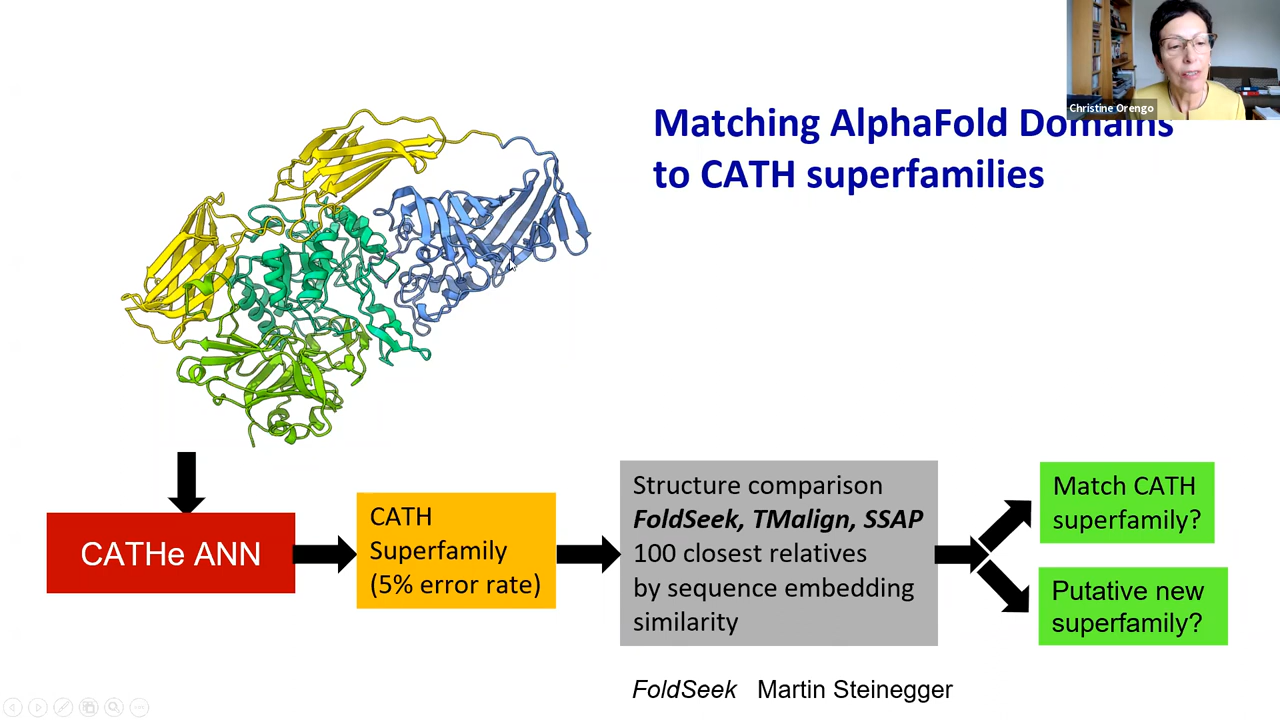 Christine Orengo
Matching AlphaFold Domains
to CATH superfamilies
CATHe ANN
CATH
Superfamily
(5% error rate)
Structure comparison
FoldSeek, TMalign, SSAP
100 closest relatives
by sequence embedding
similarity
Match CATH
superfamily?
Putative new
superfamily?
FoldSeek Martin Steinegger